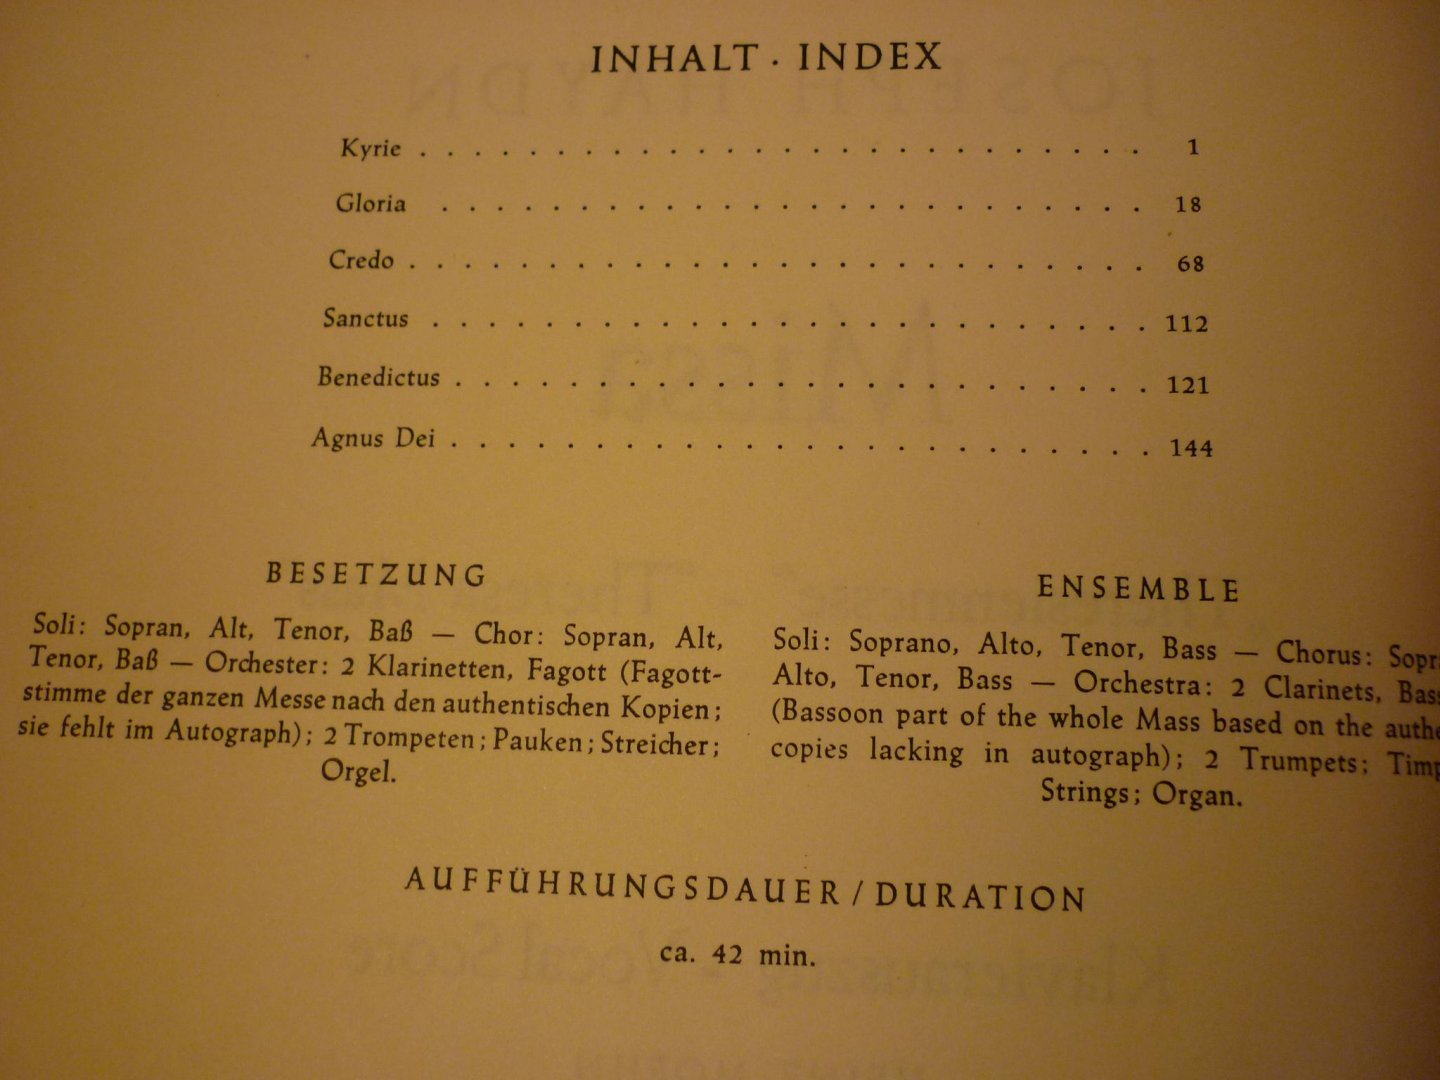 INHALT · INDEX
Kyrie . . . . . . . . . . . . . . . . . . . . . . . . . . 1
Gloria . . . . . . . . . . . . . . . . . . . . . . . . . . 18
Credo . . . . . . . . . . . . . . . . . . . . . . . . . . 68
Sanctus . . . . . . . . . . . . . . . . . . . . . . . . . . 112
Benedictus . . . . . . . . . . . . . . . . . . . . . . . . . 121
Agnus Dei . . . . . . . . . . . . . . . . . . . . . . . . . 144
BESETZUNG
Soli: Sopran, Alt, Tenor, Baß — Chor: Sopran, Alt,
Tenor, Baß — Orchester: 2 Klarinetten, Fagott (Fagott-
stimme der ganzen Messe nach den authentischen Kopien;
sie fehlt im Autograph); 2 Trompeten; Pauken; Streicher;
Orgel.
ENSEMBLE
Soli: Soprano, Alto, Tenor, Bass — Chorus: Sopr
Alto, Tenor, Bass — Orchestra: 2 Clarinets, Bas
(Bassoon part of the whole Mass based on the authe
copies lacking in autograph); 2 Trumpets; Timp
Strings; Organ.
AUFFÜHRUNGSDAUER / DURATION
ca. 42 min.